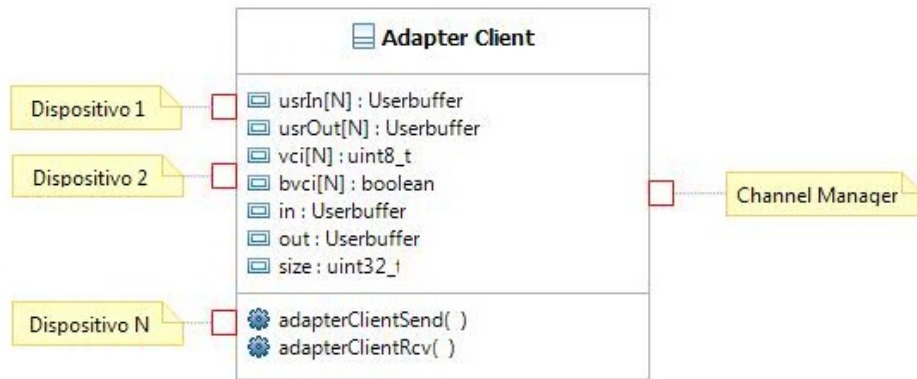 Adapter Client
Dispositivo 1
Dispositivo 2
Dispositivo N
usrIn[N] : Userbuffer
usrOut[N] : Userbuffer
vci[N] : uint8_t
bvci[N] : boolean
in : Userbuffer
out : Userbuffer
size : uint32_t
adapterClientSend( )
adapterClientRcv( )
Channel Manager